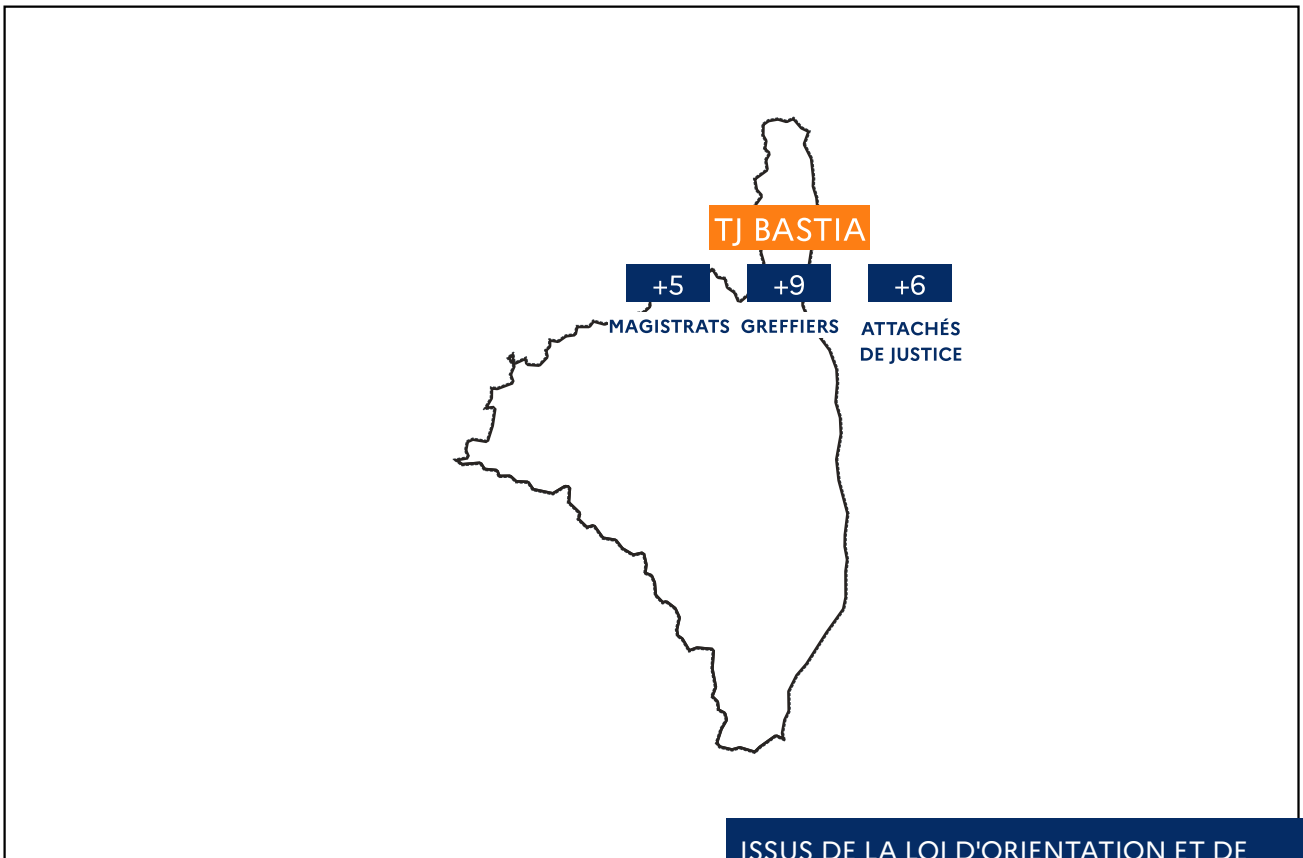 TJ BASTIA
+5 +9 +6
MAGISTRATS GREFFIERS ATTACHÉS
DE JUSTICE
ISSUS DE LA LOI D'ORIENTATION ET DE